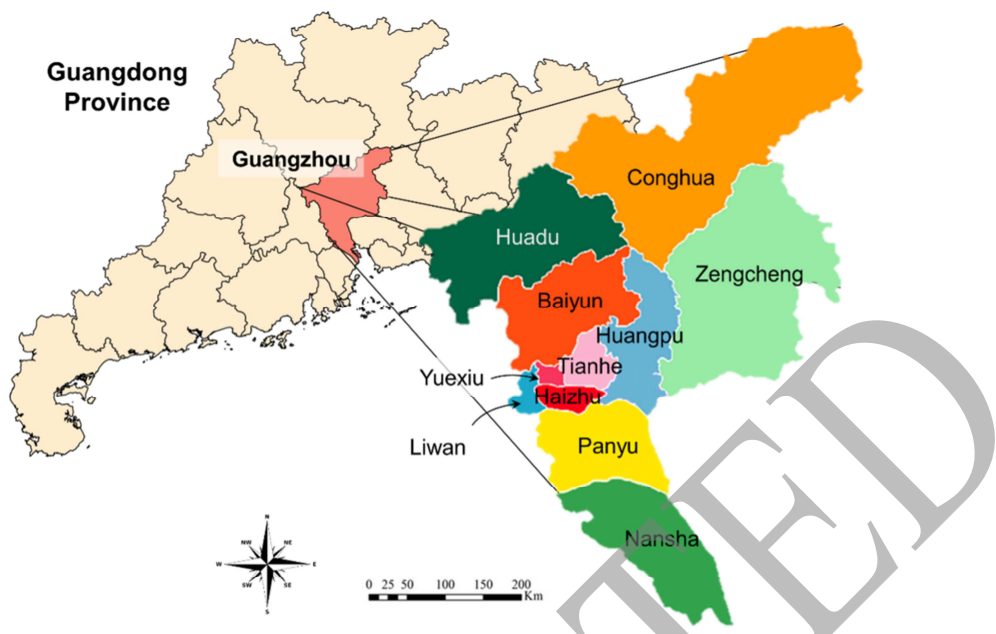 Guangdong
Province
Guangzhou
Conghua
Huadu
Zengcheng
Baiyun
Huangpu
Tianhe
Yuexiu
Haizhu
Liwan
Panyu
Nansha
N
NW
NE
W
E
SW
SE
S
0 25 50 100 150 200
Km
TED